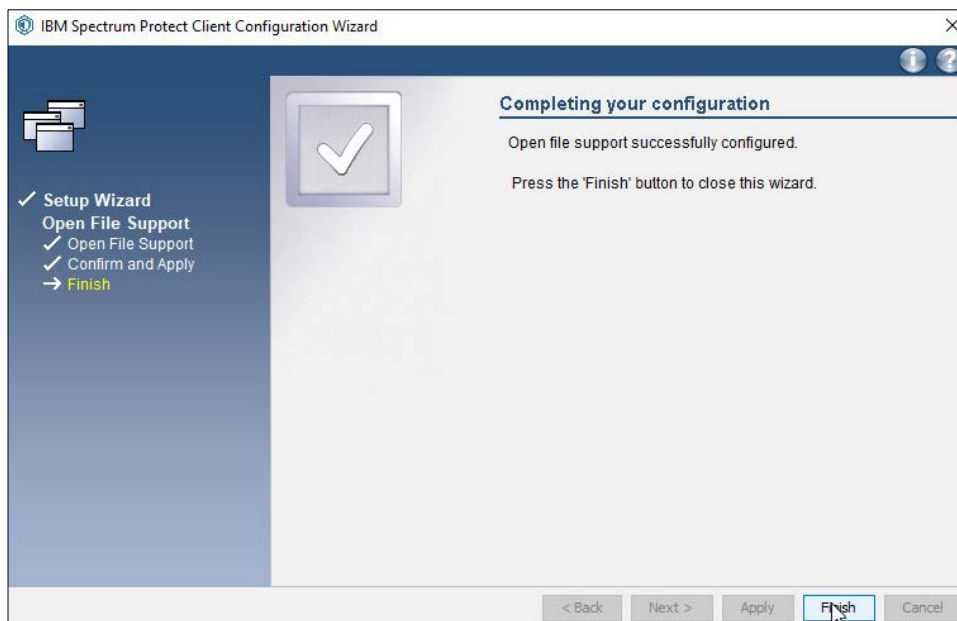 IBM Spectrum Protect Client Configuration Wizard
Setup Wizard
Open File Support
Open File Support
Confirm and Apply
Finish
Completing your configuration
Open file support successfully configured.
Press the 'Finish' button to close this wizard.
< Back
Next >
Apply
Finish
Cancel